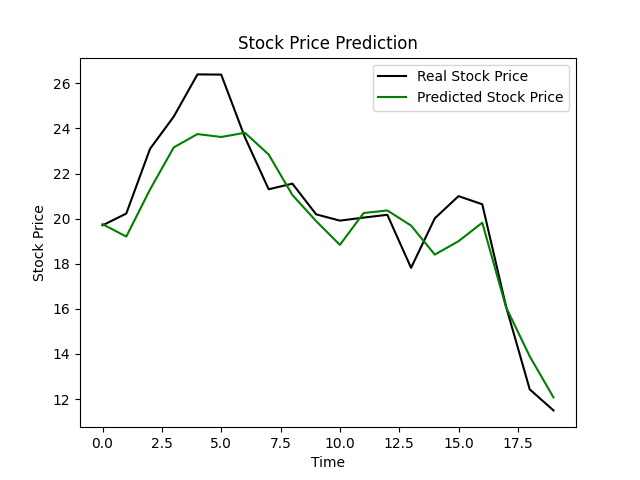 Stock Price Prediction
Real Stock Price
Predicted Stock Price
Stock Price
26
24
22
20
18
16
14
12
0.0 2.5 5.0 7.5 10.0 12.5 15.0 17.5
Time